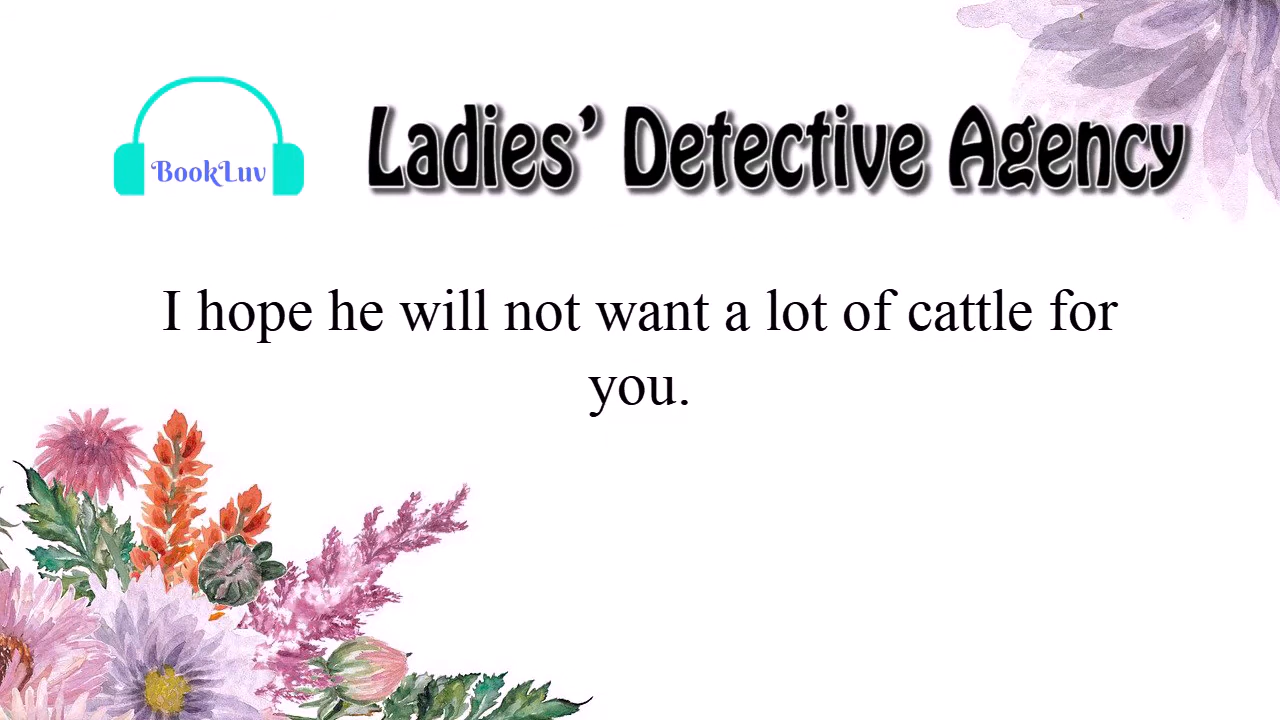 BookLuv
Ladies’ Detective Agency
I hope he will not want a lot of cattle for
you.